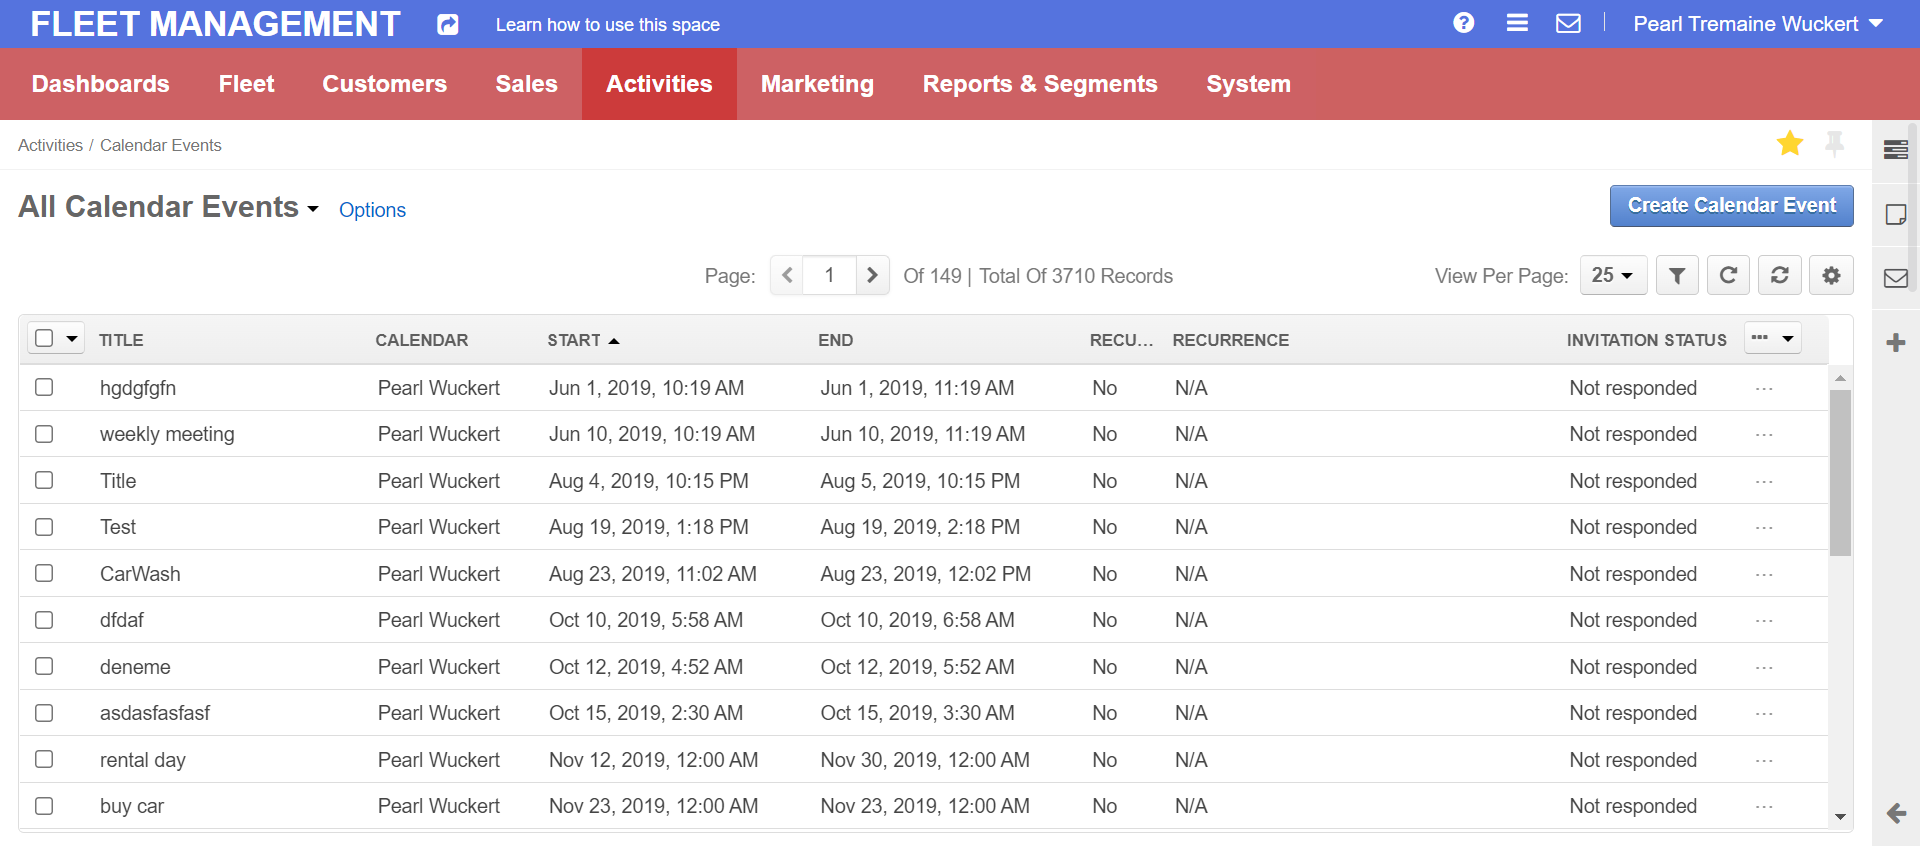 FLEET MANAGEMENT Learn how to use this space Pearl Tremaine Wuckert
Dashboards Fleet Customers Sales Activities Marketing Reports & Segments System
Activities / Calendar Events
All Calendar Events Options Create Calendar Event
Page: 1 Of 149 | Total Of 3710 Records View Per Page: 25
TITLE CALENDAR START END RECU... RECURRENCE INVITATION STATUS
hgdgfgfn Pearl Wuckert Jun 1, 2019, 10:19 AM Jun 1, 2019, 11:19 AM No N/A Not responded
weekly meeting Pearl Wuckert Jun 10, 2019, 10:19 AM Jun 10, 2019, 11:19 AM No N/A Not responded
Title Pearl Wuckert Aug 4, 2019, 10:15 PM Aug 5, 2019, 10:15 PM No N/A Not responded
Test Pearl Wuckert Aug 19, 2019, 1:18 PM Aug 19, 2019, 2:18 PM No N/A Not responded
CarWash Pearl Wuckert Aug 23, 2019, 11:02 AM Aug 23, 2019, 12:02 PM No N/A Not responded
dfdaf Pearl Wuckert Oct 10, 2019, 5:58 AM Oct 10, 2019, 6:58 AM No N/A Not responded
deneme Pearl Wuckert Oct 12, 2019, 4:52 AM Oct 12, 2019, 5:52 AM No N/A Not responded
asdasfasfasf Pearl Wuckert Oct 15, 2019, 2:30 AM Oct 15, 2019, 3:30 AM No N/A Not responded
rental day Pearl Wuckert Nov 12, 2019, 12:00 AM Nov 30, 2019, 12:00 AM No N/A Not responded
buy car Pearl Wuckert Nov 23, 2019, 12:00 AM Nov 23, 2019, 12:00 AM No N/A Not responded